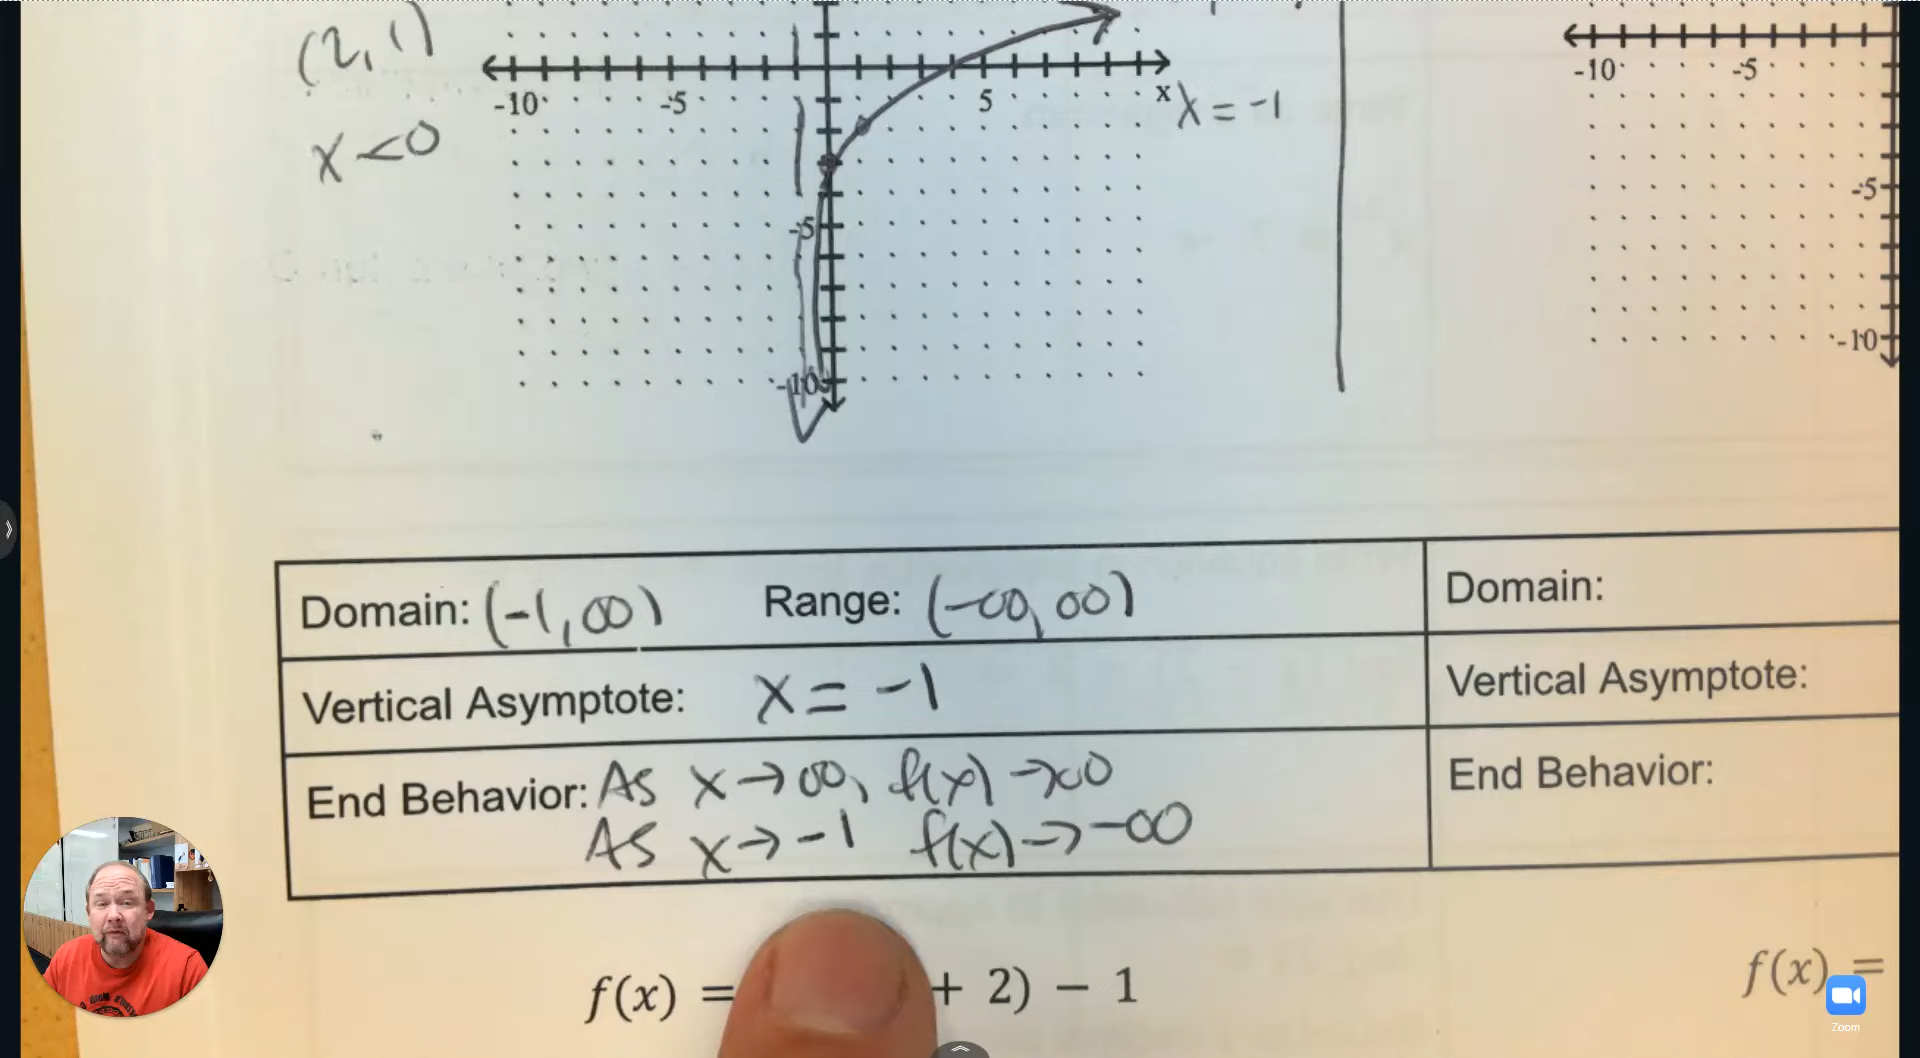 (2, 1)
x < 0
-10 -5 5 x
x = -1
-5
-10
-10 -5
-5
-10
Domain: (-1, ∞) Range: (-∞, ∞)
Domain:
Vertical Asymptote: x = -1
Vertical Asymptote:
End Behavior: As x → ∞, f(x) → ∞
As x → -1 f(x) → -∞
End Behavior:
f(x) = + 2) − 1
f(x) =
Zoom